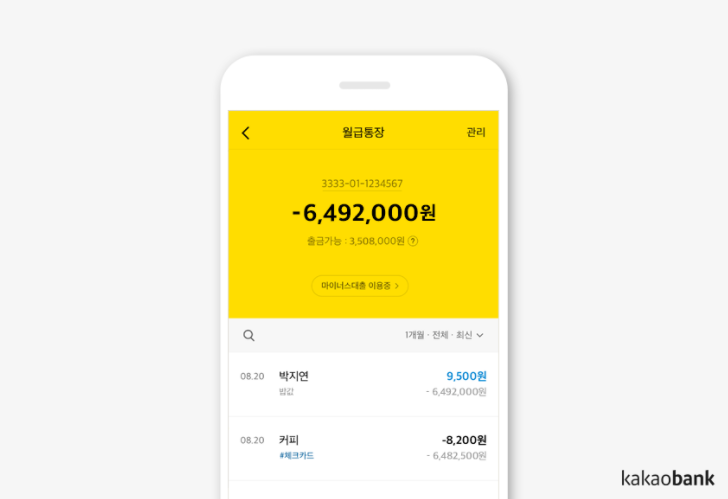 월급통장 관리
3333-01-1234567
-6,492,000원
출금가능 : 3,508,000원 ?
마이너스대출 이용중 >
1개월 · 전체 · 최신
08.20 박지연 9,500원
밥값 - 6,492,000원
08.20 커피 -8,200원
#체크카드 - 6,482,500원
kakaobank